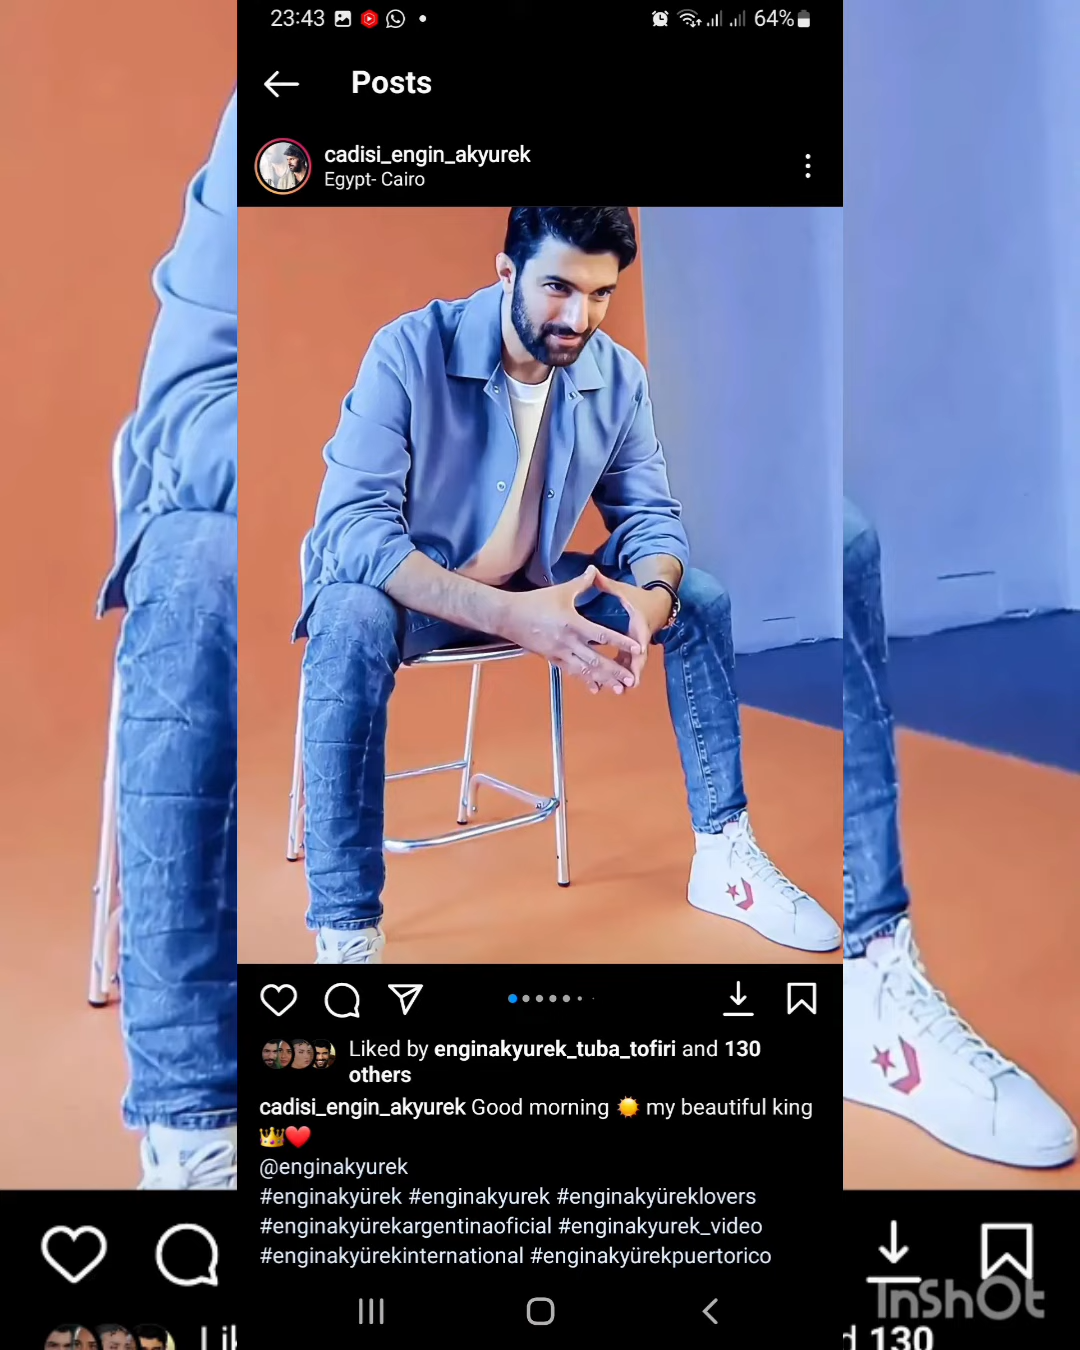 23:43
64%
Posts
cadisi_engin_akyurek
Egypt- Cairo
Liked by enginakyurek_tuba_tofiri and 130
others
cadisi_engin_akyurek Good morning ☀️ my beautiful king
👑❤️
@enginakyurek
#enginakyürek #enginakyurek #enginakyüreklovers
#enginakyürekargentinaoficial #enginakyurek_video
#enginakyürekinternational #enginakyürekpuertorico
InShOt
Lik
d 130